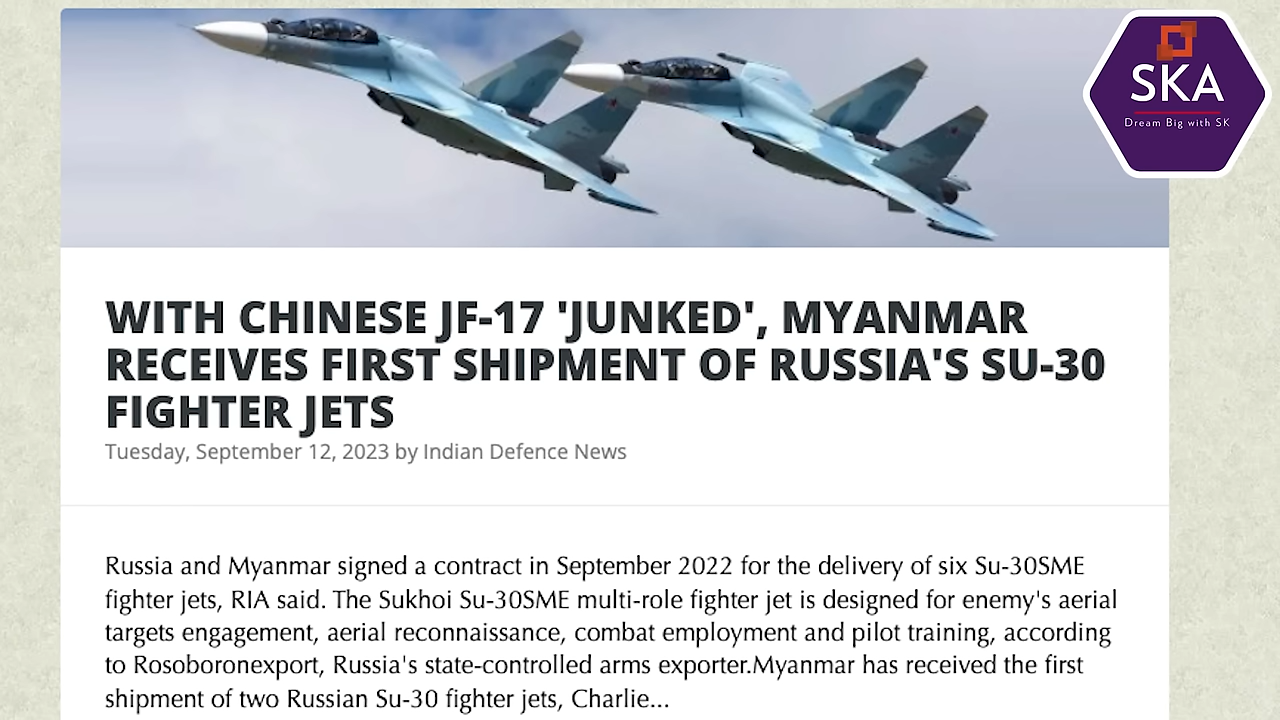 SKA
Dream Big with SK
WITH CHINESE JF-17 'JUNKED', MYANMAR
RECEIVES FIRST SHIPMENT OF RUSSIA'S SU-30
FIGHTER JETS
Tuesday, September 12, 2023 by Indian Defence News
Russia and Myanmar signed a contract in September 2022 for the delivery of six Su-30SME
fighter jets, RIA said. The Sukhoi Su-30SME multi-role fighter jet is designed for enemy's aerial
targets engagement, aerial reconnaissance, combat employment and pilot training, according
to Rosoboronexport, Russia's state-controlled arms exporter.Myanmar has received the first
shipment of two Russian Su-30 fighter jets, Charlie...